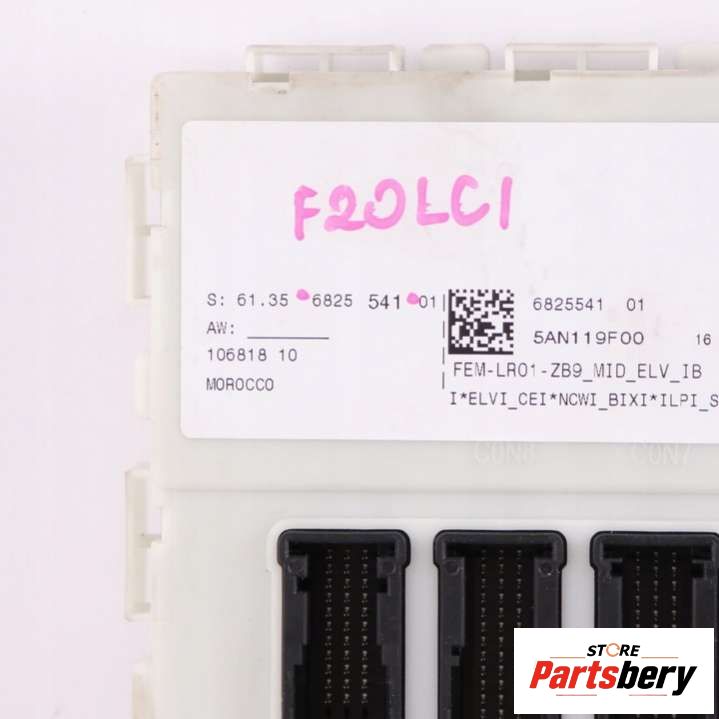 F20LCI
S: 61.35 6825 541 01
6825541 01
AW:
5AN119F00 16
106818 10
FEM-LR01-ZB9_MID_ELV_IB
MOROCCO
I*ELVI_CEI*NCWI_BIXI*ILPI_S
CON8 CON7
STORE
Partsbery